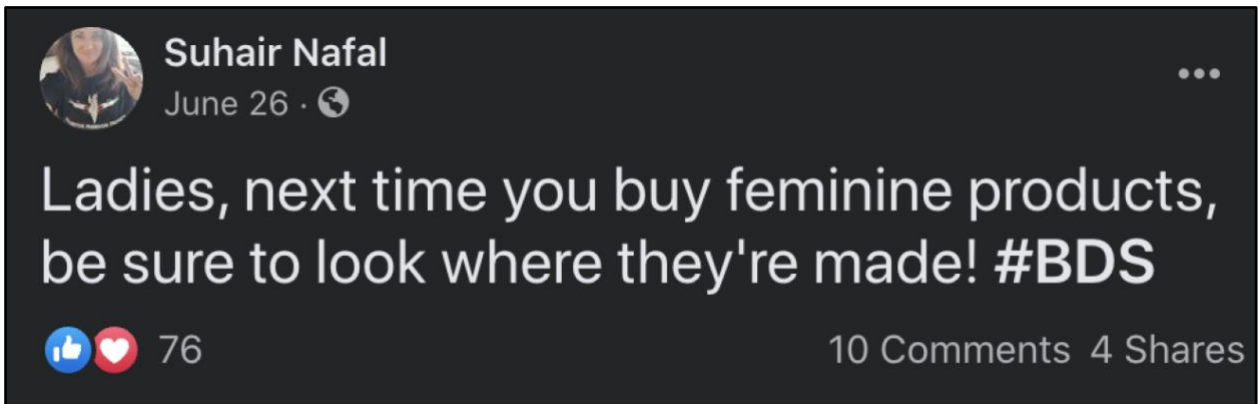 Suhair Nafal
June 26 ·
Ladies, next time you buy feminine products,
be sure to look where they're made! #BDS
76
10 Comments 4 Shares